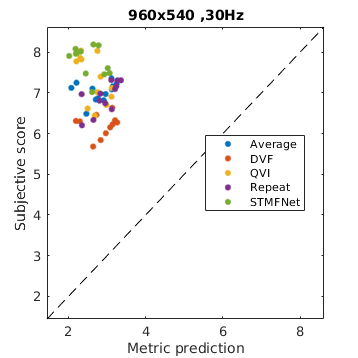 960x540 ,30Hz
Subjective score
8
7
6
5
4
3
2
Average
DVF
QVI
Repeat
STMFNet
2 4 6 8
Metric prediction